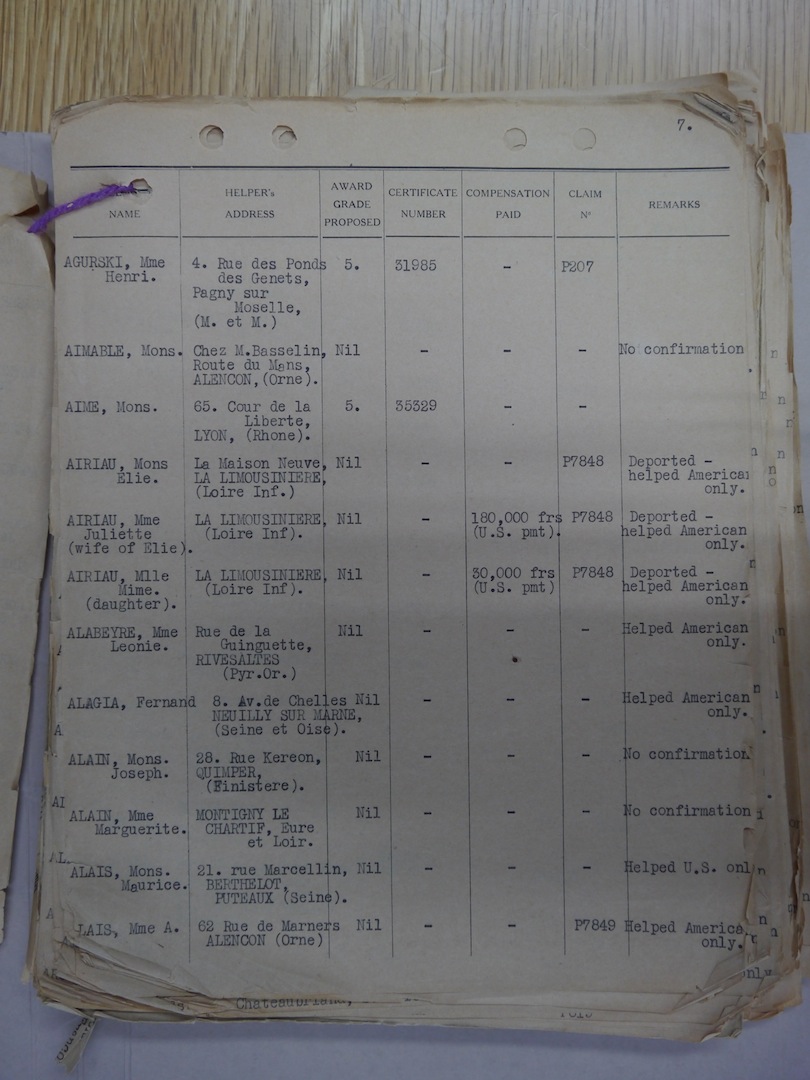 7.
NAME
HELPER's
ADDRESS
AWARD
GRADE
PROPOSED
CERTIFICATE
NUMBER
COMPENSATION
PAID
CLAIM
Nº
REMARKS
AGURSKI, Mme 4. Rue des Ponds 5. 31985 - P207
Henri. des Genets,
Pagny sur
Moselle,
(M. et M.)
AIMABLE, Mons. Chez M.Basselin, Nil - - - No confirmation
Route du Mans,
ALENCON, (Orne).
AIME, Mons. 65. Cour de la 5. 35329 - -
Liberte,
LYON, (Rhone).
AIRIAU, Mons La Maison Neuve, Nil - - P7848 Deported -
Elie. LA LIMOUSINIERE, helped American
(Loire Inf.) only.
AIRIAU, Mme LA LIMOUSINIERE, Nil - 180,000 frs P7848 Deported -
Juliette (Loire Inf). (U.S. pmt). helped American
(wife of Elie). only.
AIRIAU, Mlle LA LIMOUSINIERE, Nil - 30,000 frs P7848 Deported -
Mime. (Loire Inf). (U.S. pmt) helped American
(daughter). only.
ALABEYRE, Mme Rue de la Nil - - - Helped American
Leonie. Guinguette, only.
RIVESALTES
(Pyr.Or.)
ALAGIA, Fernand 8. Av.de Chelles Nil - - - Helped American
NEUILLY SUR MARNE, only.
(Seine et Oise).
ALAIN, Mons. 28. Rue Kereon, Nil - - - No confirmation
Joseph. QUIMPER,
(Finistere).
ALAIN, Mme MONTIGNY LE Nil - - - No confirmation
Marguerite. CHARTIF, Eure
et Loir.
ALAIS, Mons. 21. rue Marcellin, Nil - - - Helped U.S. onl
Maurice. BERTHELOT,
PUTEAUX (Seine).
LAIS, Mme A. 62 Rue de Marners Nil - - P7849 Helped America
ALENCON (Orne) only.